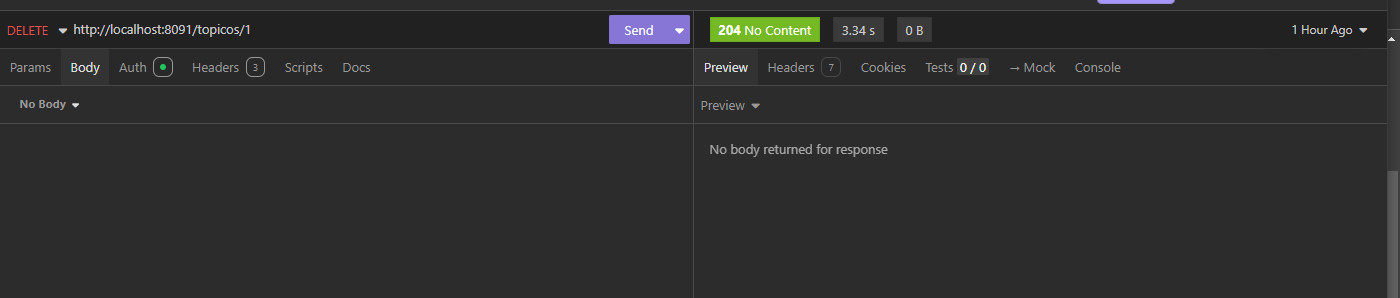 DELETE http://localhost:8091/topicos/1 Send
204 No Content 3.34 s 0 B 1 Hour Ago
Params Body Auth Headers 3 Scripts Docs
Preview Headers 7 Cookies Tests 0 / 0 → Mock Console
No Body
Preview
No body returned for response